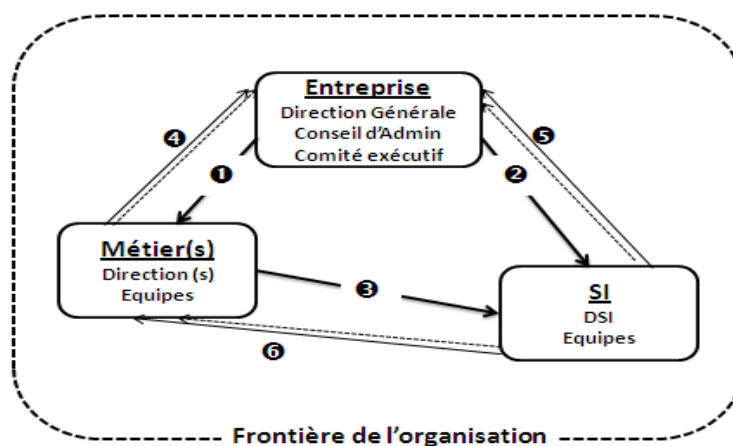 Entreprise
Direction Générale
Conseil d'Admin
Comité exécutif
❹
❺
❶
❷
Métier(s)
Direction (s)
Equipes
❸
SI
DSI
Equipes
❻
Frontière de l'organisation